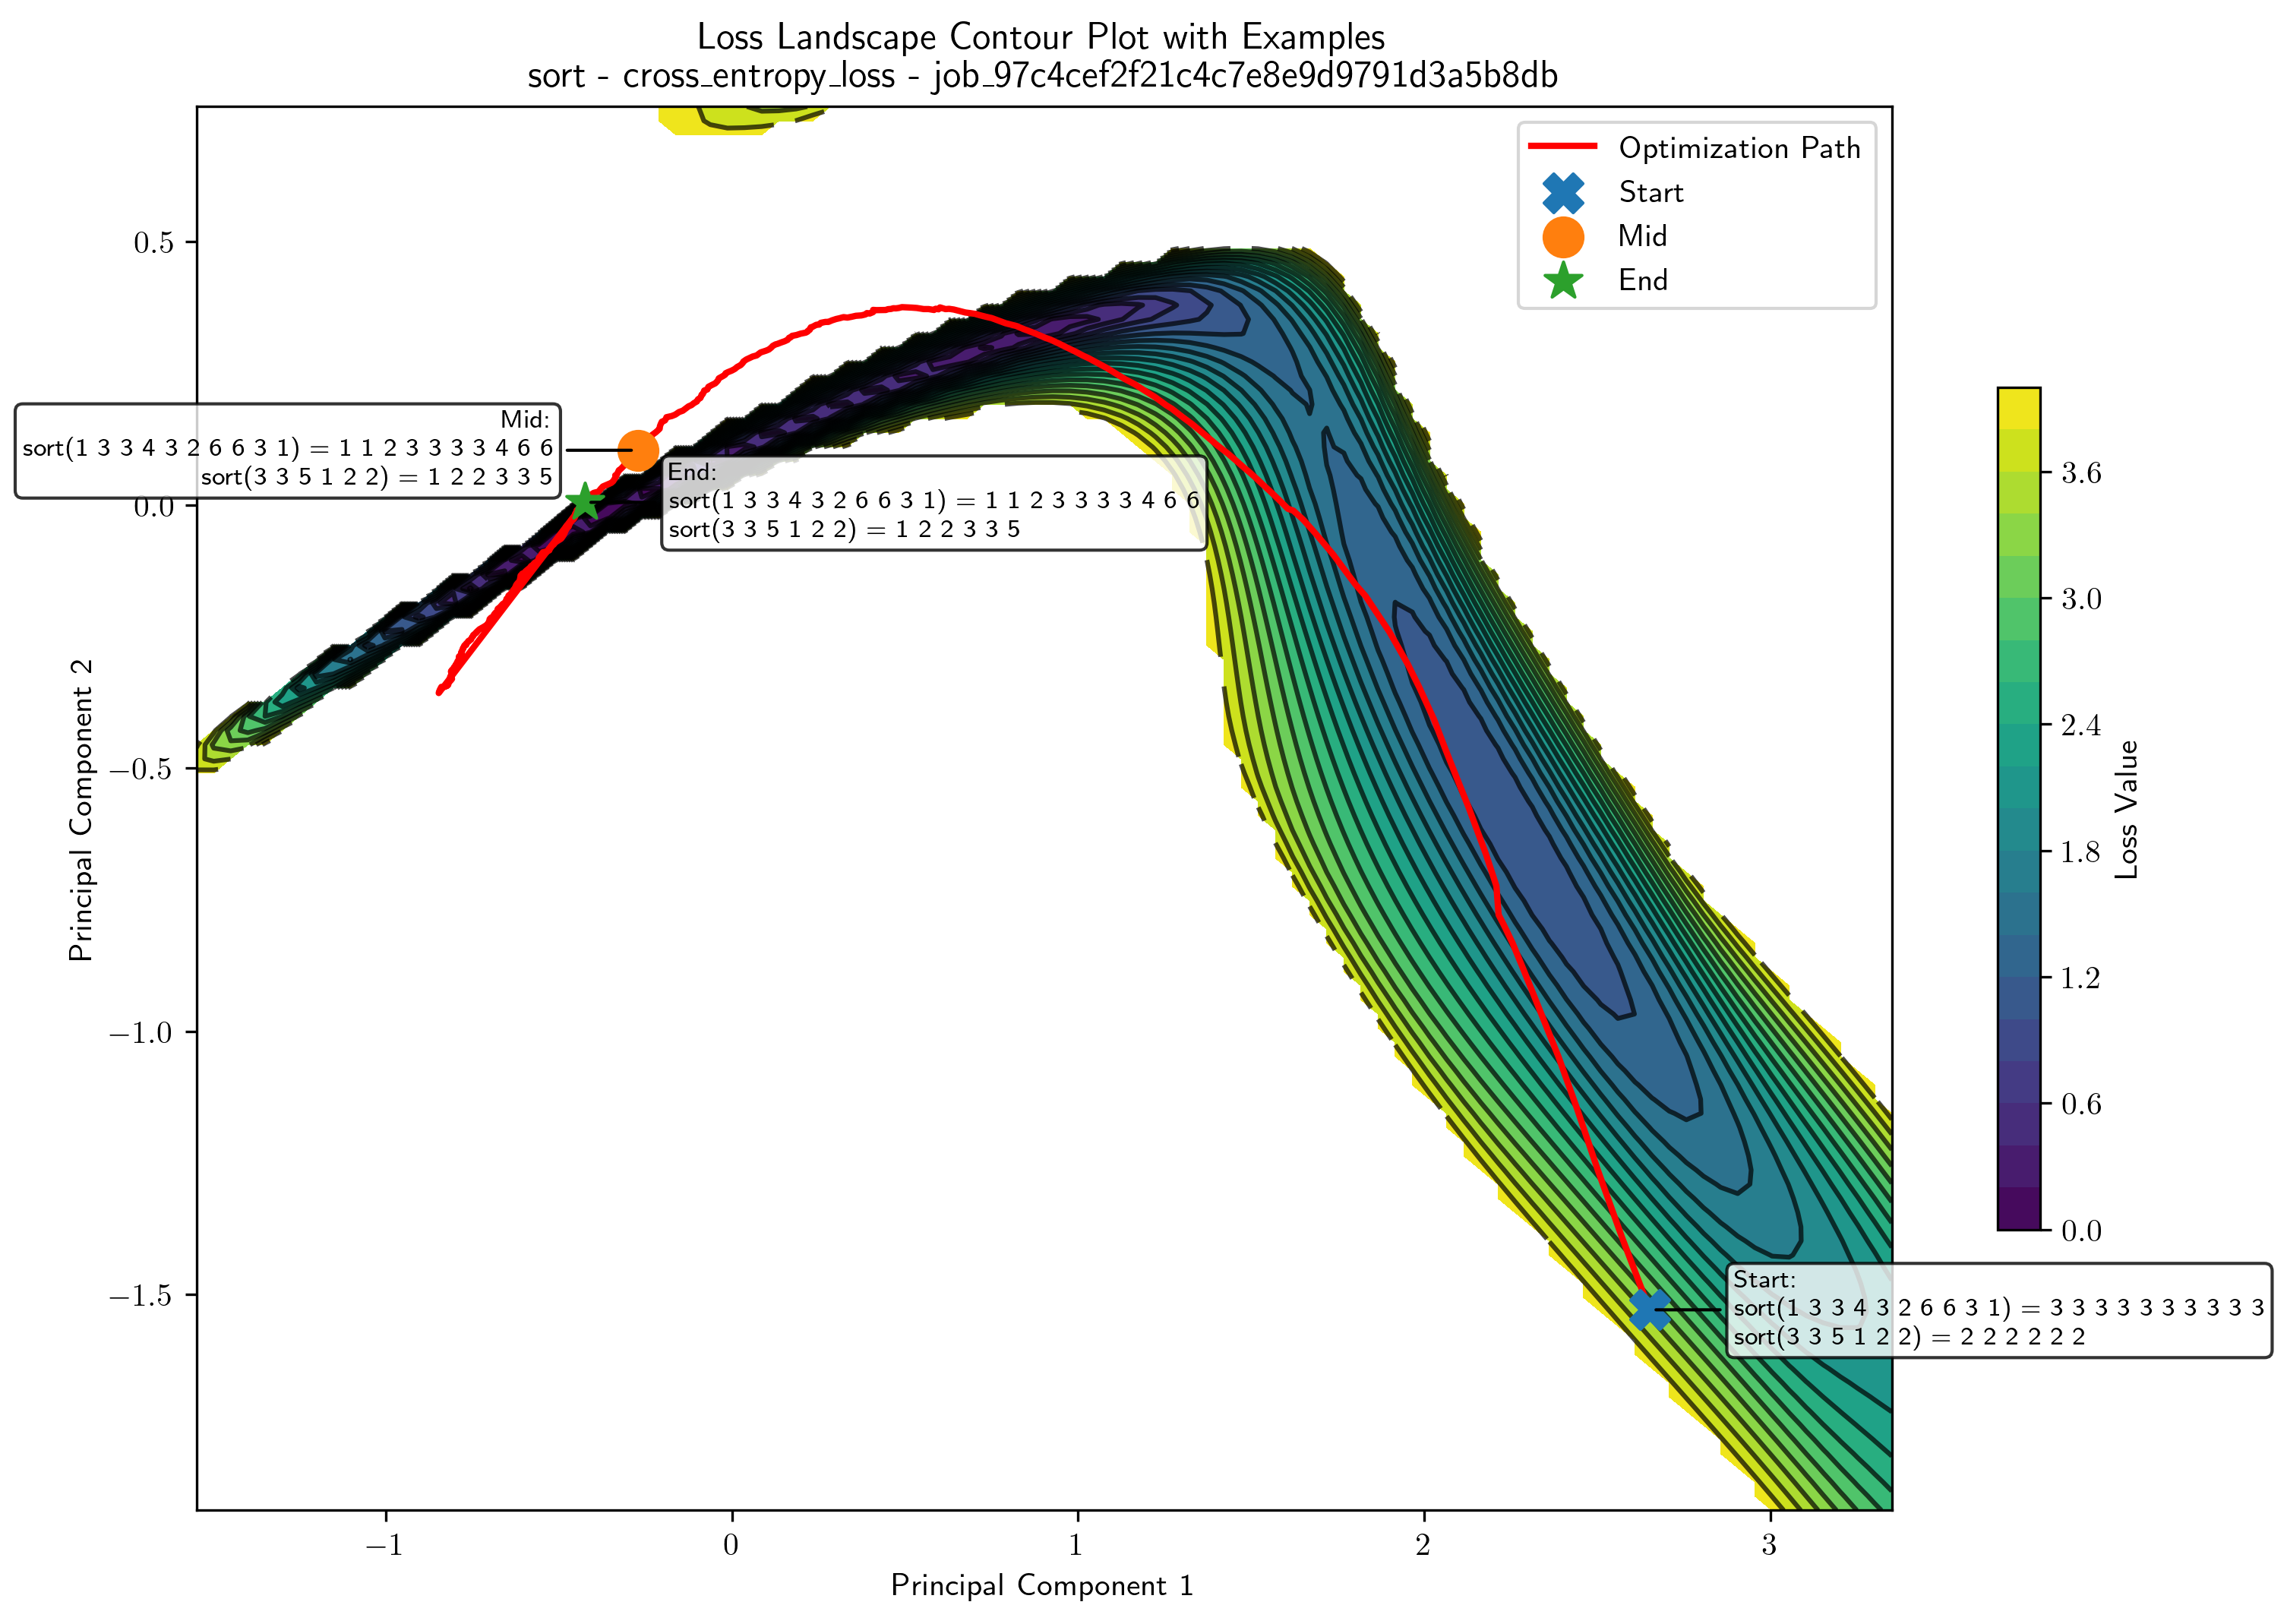 Loss Landscape Contour Plot with Examples
sort - cross_entropy_loss - job_97c4cef2f21c4c7e8e9d9791d3a5b8db
Optimization Path
Start
Mid
End
0.5
0.0
−0.5
−1.0
−1.5
Principal Component 2
Mid:
sort(1 3 3 4 3 2 6 6 3 1) = 1 1 2 3 3 3 3 4 6 6
sort(3 3 5 1 2 2) = 1 2 2 3 3 5
End:
sort(1 3 3 4 3 2 6 6 3 1) = 1 1 2 3 3 3 3 4 6 6
sort(3 3 5 1 2 2) = 1 2 2 3 3 5
Start:
sort(1 3 3 4 3 2 6 6 3 1) = 3 3 3 3 3 3 3 3 3 3
sort(3 3 5 1 2 2) = 2 2 2 2 2 2
−1
0
1
2
3
Principal Component 1
3.6
3.0
2.4
1.8
1.2
0.6
0.0
Loss Value